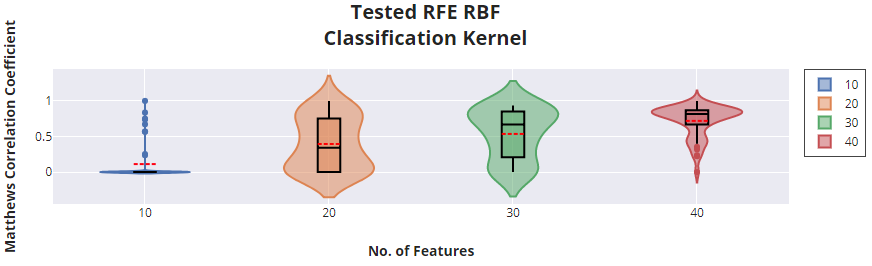 Tested RFE RBF
Classification Kernel
Matthews Correlation Coefficient
1
0.5
0
10
20
30
40
No. of Features
10
20
30
40